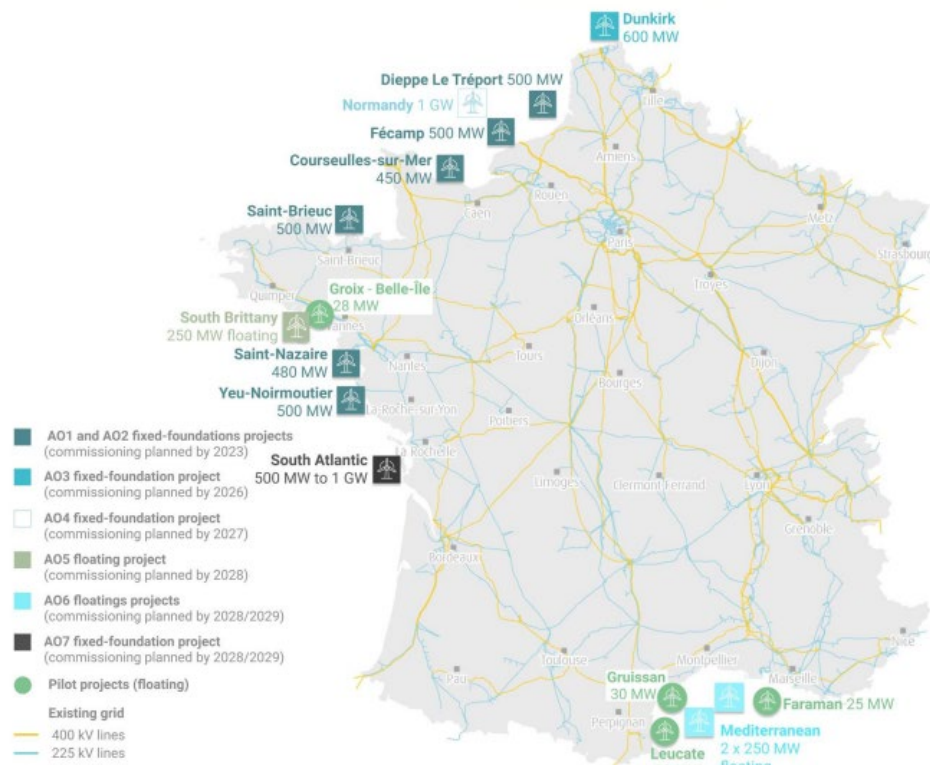 Dunkirk
600 MW
Dieppe Le Tréport 500 MW
Normandy 1 GW
Lille
Fécamp 500 MW
Amiens
Courseulles-sur-Mer
450 MW
Rouen
Caen
Metz
Saint-Brieuc
500 MW
Paris
Strasbourg
Saint-Brieuc
Troyes
Quimper
Groix - Belle-Île
28 MW
Orléans
South Brittany
250 MW floating
Vannes
Saint-Nazaire
480 MW
Nantes
Tours
Dijon
Bourges
Yeu-Noirmoutier
500 MW
La-Roche-sur-Yon
Poitiers
AO1 and AO2 fixed-foundations projects
(commissioning planned by 2023)
La Rochelle
South Atlantic
500 MW to 1 GW
AO3 fixed-foundation project
(commissioning planned by 2026)
Limoges
Clermont-Ferrand
Lyon
AO4 fixed-foundation project
(commissioning planned by 2027)
Grenoble
Bordeaux
AO5 floating project
(commissioning planned by 2028)
AO6 floatings projects
(commissioning planned by 2028/2029)
AO7 fixed-foundation project
(commissioning planned by 2028/2029)
Nice
Toulouse
Montpellier
Pau
Marseille
Pilot projects (floating)
Gruissan
30 MW
Faraman 25 MW
Existing grid
Perpignan
400 kV lines
225 kV lines
Leucate
Mediterranean
2 x 250 MW
floating